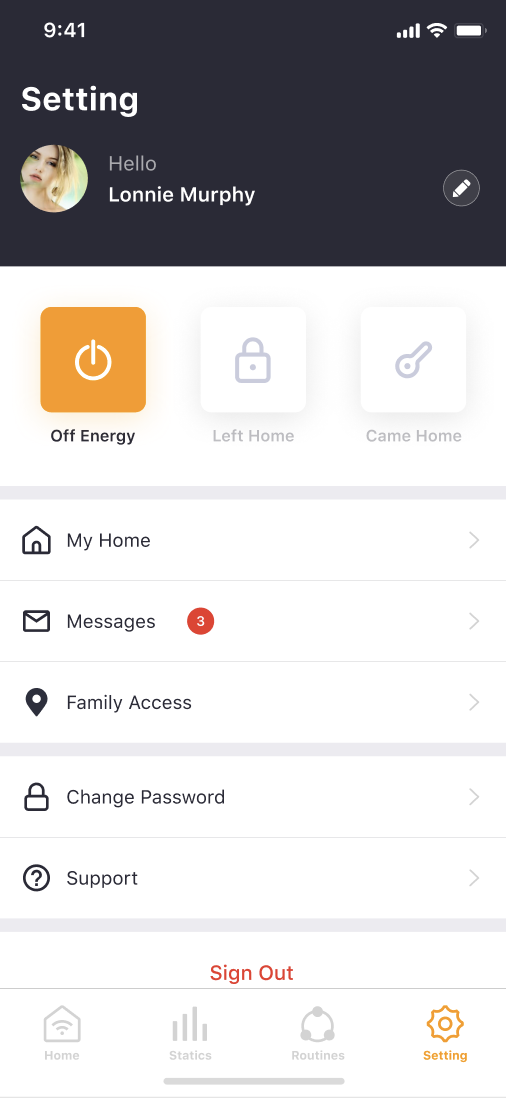 9:41
Setting
Hello
Lonnie Murphy
Off Energy
Left Home
Came Home
My Home
Messages
3
Family Access
Change Password
Support
Sign Out
Home
Statics
Routines
Setting